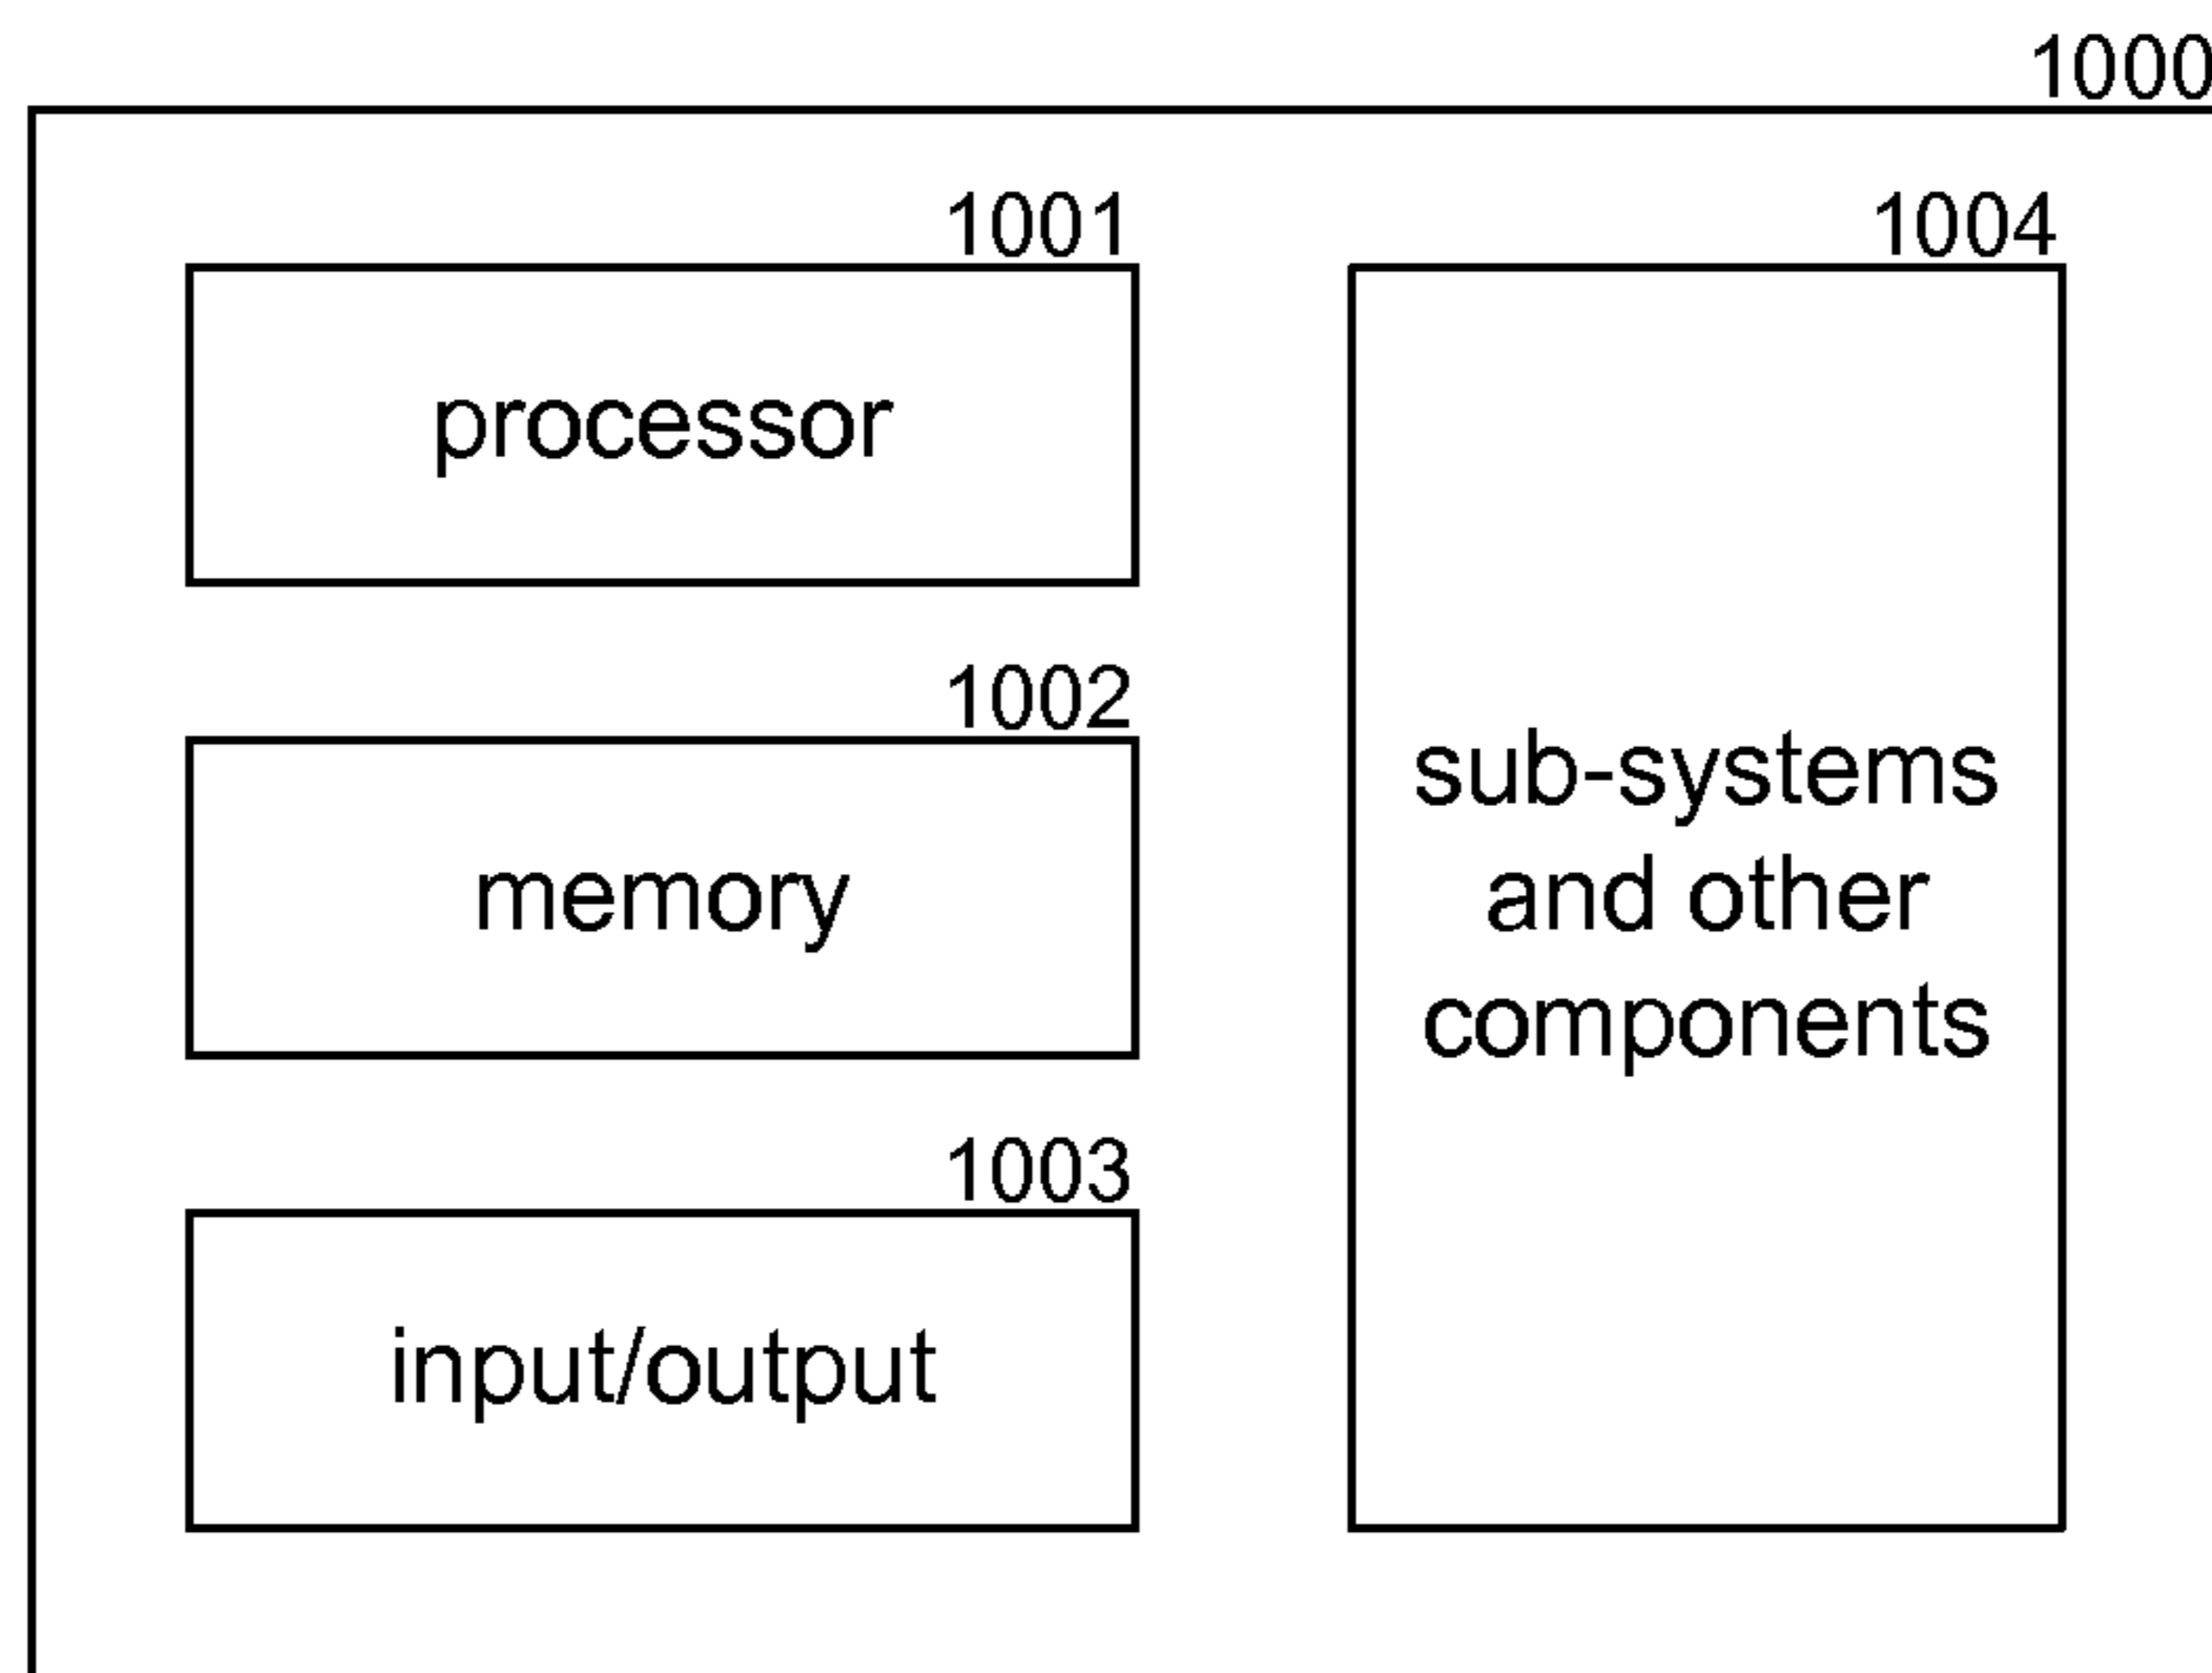 1000
1001
processor
1002
memory
1003
input/output
1004
sub-systems
and other
components